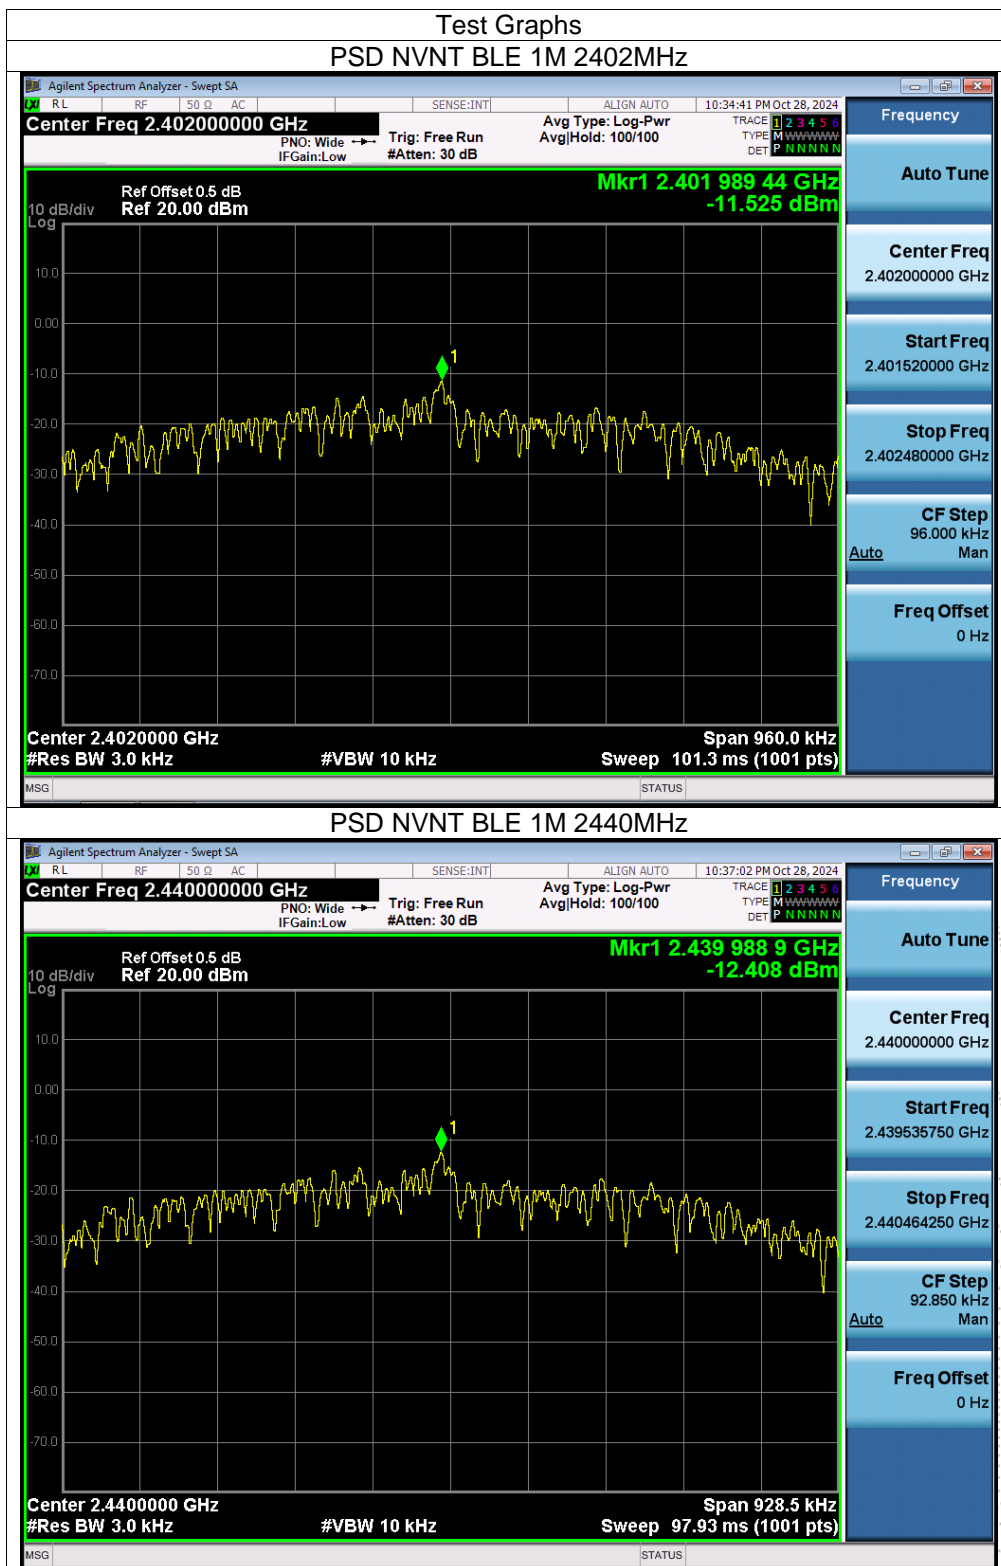 Test Graphs
PSD NVNT BLE 1M 2402MHz
Agilent Spectrum Analyzer - Swept SA
LXI RL RF 50 Ω AC SENSE:INT ALIGN AUTO 10:34:41 PM Oct 28, 2024
Center Freq 2.402000000 GHz
PNO: Wide
IFGain:Low
Trig: Free Run
#Atten: 30 dB
Avg Type: Log-Pwr
Avg|Hold: 100/100
TRACE 1 2 3 4 5 6
TYPE M WWWWW
DET P N N N N N
Mkr1 2.401 989 44 GHz
-11.525 dBm
Ref Offset 0.5 dB
10 dB/div Ref 20.00 dBm
Log
10.0
0.00
1
-10.0
-20.0
-30.0
-40.0
-50.0
-60.0
-70.0
Center 2.4020000 GHz Span 960.0 kHz
#Res BW 3.0 kHz #VBW 10 kHz Sweep 101.3 ms (1001 pts)
MSG STATUS
Frequency
Auto Tune
Center Freq
2.402000000 GHz
Start Freq
2.401520000 GHz
Stop Freq
2.402480000 GHz
CF Step
96.000 kHz
Auto Man
Freq Offset
0 Hz
PSD NVNT BLE 1M 2440MHz
Agilent Spectrum Analyzer - Swept SA
LXI RL RF 50 Ω AC SENSE:INT ALIGN AUTO 10:37:02 PM Oct 28, 2024
Center Freq 2.440000000 GHz
PNO: Wide
IFGain:Low
Trig: Free Run
#Atten: 30 dB
Avg Type: Log-Pwr
Avg|Hold: 100/100
TRACE 1 2 3 4 5 6
TYPE M WWWWW
DET P N N N N N
Mkr1 2.439 988 9 GHz
-12.408 dBm
Ref Offset 0.5 dB
10 dB/div Ref 20.00 dBm
Log
10.0
0.00
1
-10.0
-20.0
-30.0
-40.0
-50.0
-60.0
-70.0
Center 2.4400000 GHz Span 928.5 kHz
#Res BW 3.0 kHz #VBW 10 kHz Sweep 97.93 ms (1001 pts)
MSG STATUS
Frequency
Auto Tune
Center Freq
2.440000000 GHz
Start Freq
2.439535750 GHz
Stop Freq
2.440464250 GHz
CF Step
92.850 kHz
Auto Man
Freq Offset
0 Hz